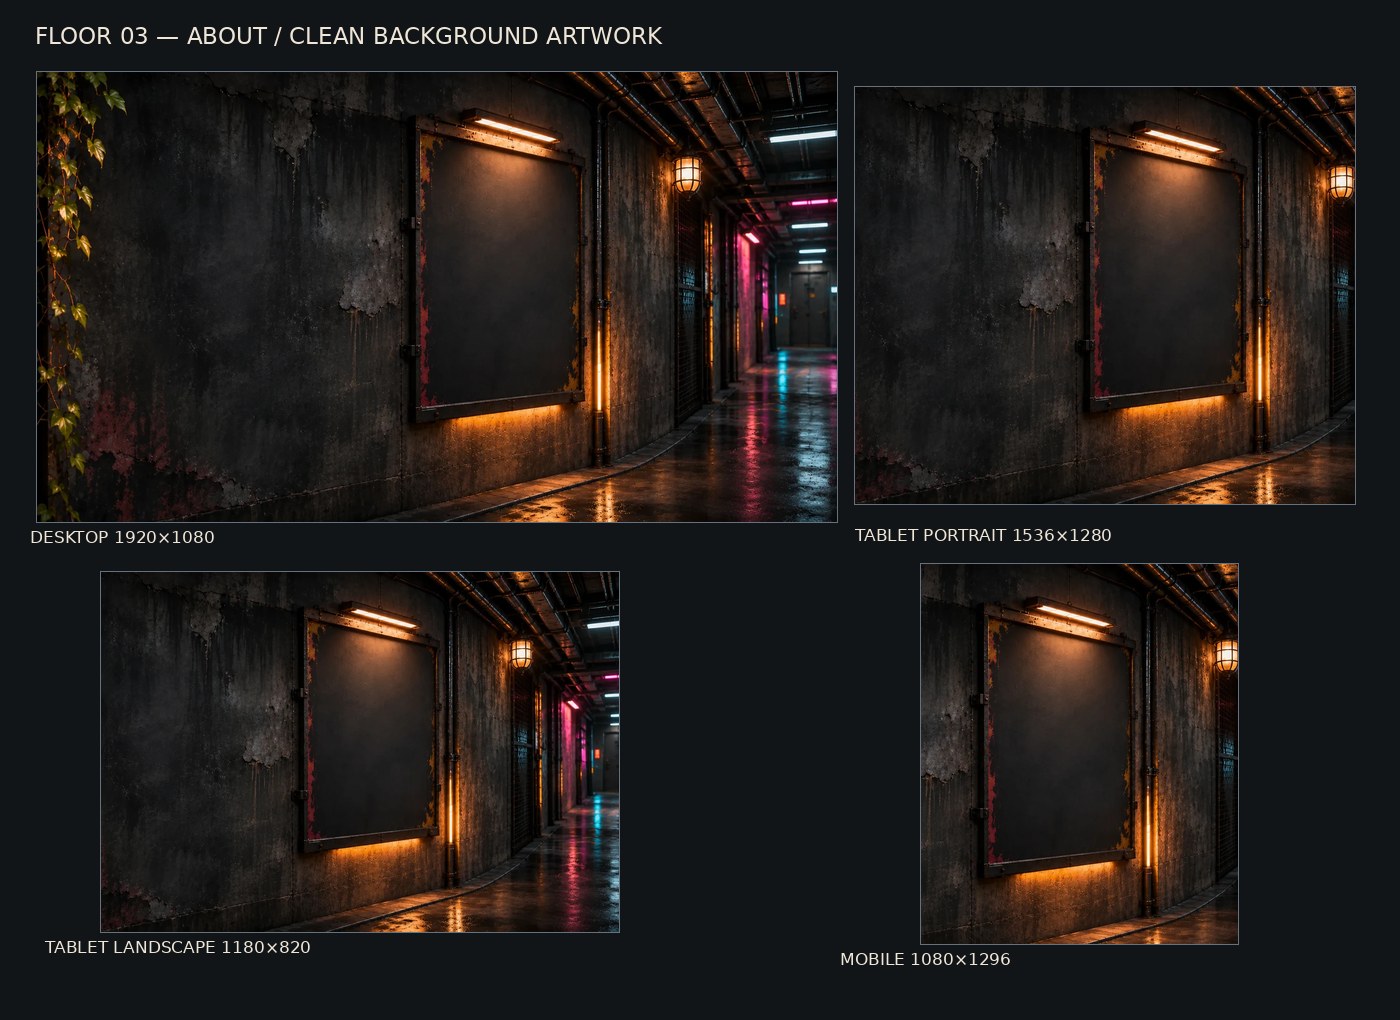 FLOOR 03 — ABOUT / CLEAN BACKGROUND ARTWORK
DESKTOP 1920×1080
TABLET PORTRAIT 1536×1280
TABLET LANDSCAPE 1180×820
MOBILE 1080×1296